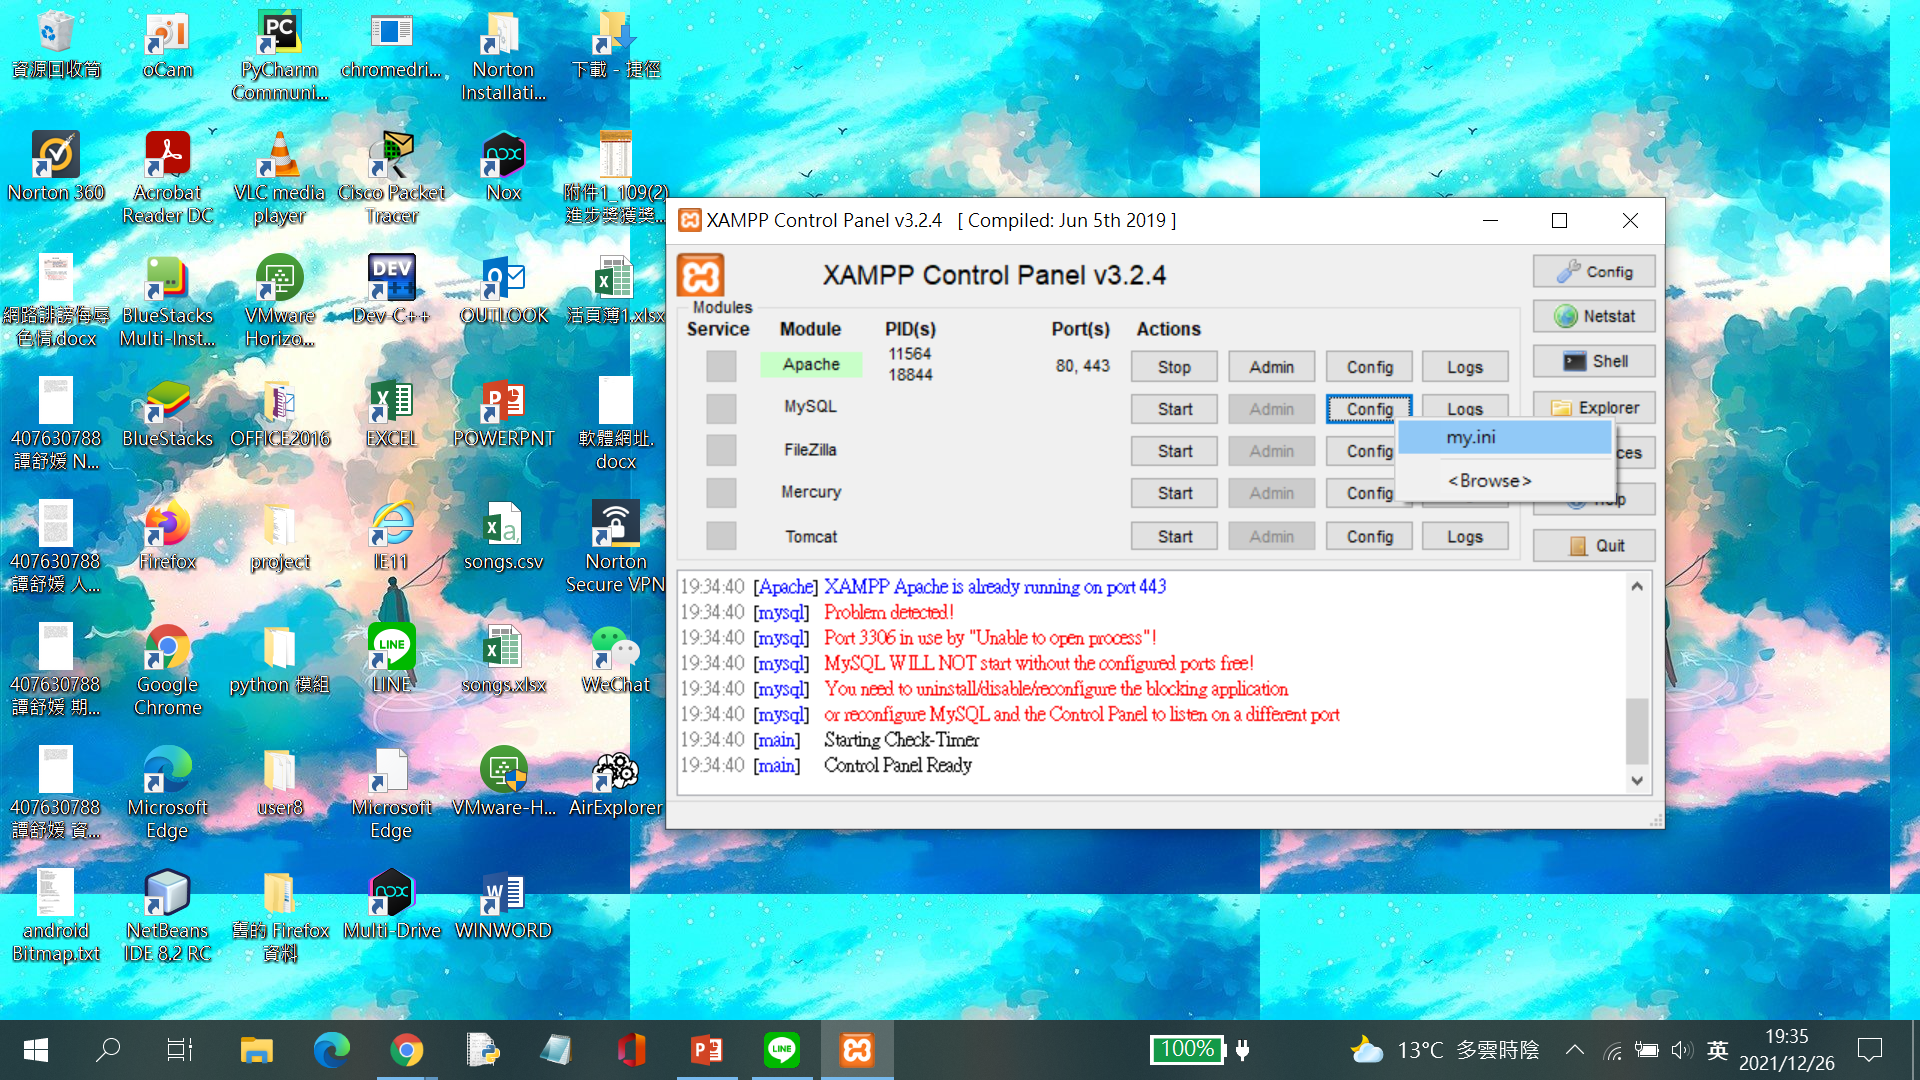 資源回收筒
oCam
PyCharm
Communi...
chromedri...
Norton
Installati...
下載 - 捷徑
Norton 360
Acrobat
Reader DC
VLC media
player
Cisco Packet
Tracer
Nox
附件1_109(2)
進步獎獲獎...
網路誹謗侮辱
色情.docx
BlueStacks
Multi-Inst...
VMware
Horizo...
Dev-C++
OUTLOOK
活頁簿1.xlsx
407630788
譚舒媛 N...
BlueStacks
OFFICE2016
EXCEL
POWERPNT
軟體網址.
docx
407630788
譚舒媛 人...
Firefox
project
IE11
songs.csv
Norton
Secure VPN
407630788
譚舒媛 期...
Google
Chrome
python 模組
LINE
songs.xlsx
WeChat
407630788
譚舒媛 資...
Microsoft
Edge
user8
Microsoft
Edge
VMware-H...
AirExplorer
android
Bitmap.txt
NetBeans
IDE 8.2 RC
舊的 Firefox
資料
Multi-Drive
WINWORD
XAMPP Control Panel v3.2.4 [ Compiled: Jun 5th 2019 ]
XAMPP Control Panel v3.2.4
Config
Modules
Service Module PID(s) Port(s) Actions
Netstat
Apache 11564 18844 80, 443 Stop Admin Config Logs
Shell
MySQL Start Admin Config Logs
Explorer
my.ini
FileZilla Start Admin Config
ces
<Browse>
Mercury Start Admin Config
Help
Tomcat Start Admin Config Logs
Quit
19:34:40 [Apache] XAMPP Apache is already running on port 443
19:34:40 [mysql] Problem detected!
19:34:40 [mysql] Port 3306 in use by "Unable to open process"!
19:34:40 [mysql] MySQL WILL NOT start without the configured ports free!
19:34:40 [mysql] You need to uninstall/disable/reconfigure the blocking application
19:34:40 [mysql] or reconfigure MySQL and the Control Panel to listen on a different port
19:34:40 [main] Starting Check-Timer
19:34:40 [main] Control Panel Ready
100%
13°C 多雲時陰
英
19:35
2021/12/26